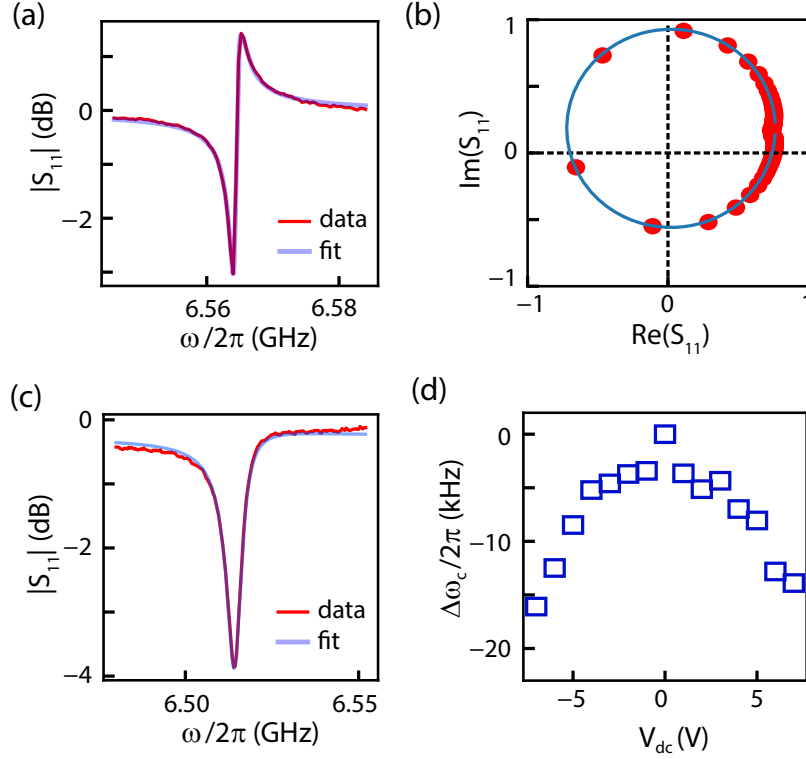 (a)
|S11| (dB)
0
−2
6.56
6.58
ω/2π (GHz)
data
fit
(b)
Im(S11)
1
0
−1
−1
0
1
Re(S11)
(c)
|S11| (dB)
0
−2
−4
6.50
6.55
ω/2π (GHz)
data
fit
(d)
Δωc/2π (kHz)
0
−10
−20
−5
0
5
Vdc (V)